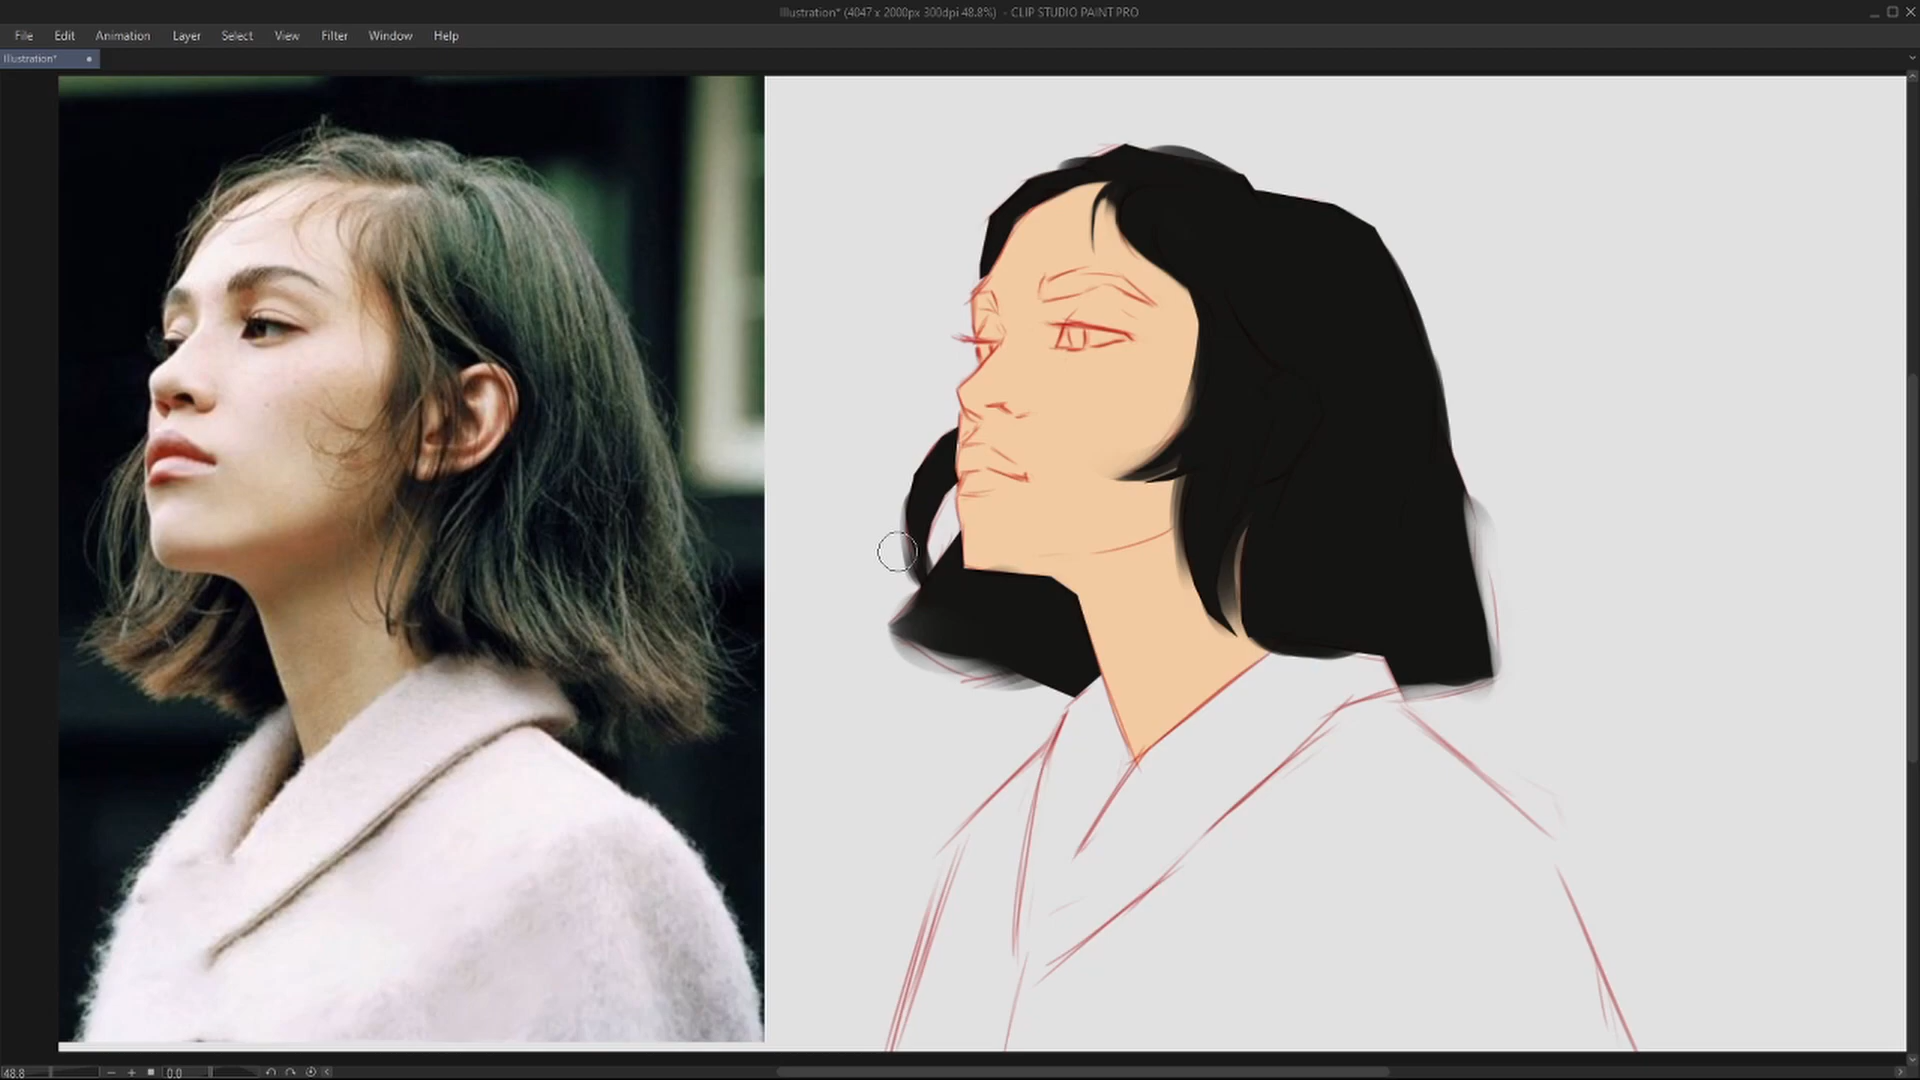 Illustration* (4047 x 2000px 300dpi 48.8%) - CLIP STUDIO PAINT PRO
File Edit Animation Layer Select View Filter Window Help
Illustration*
48.8 0.0